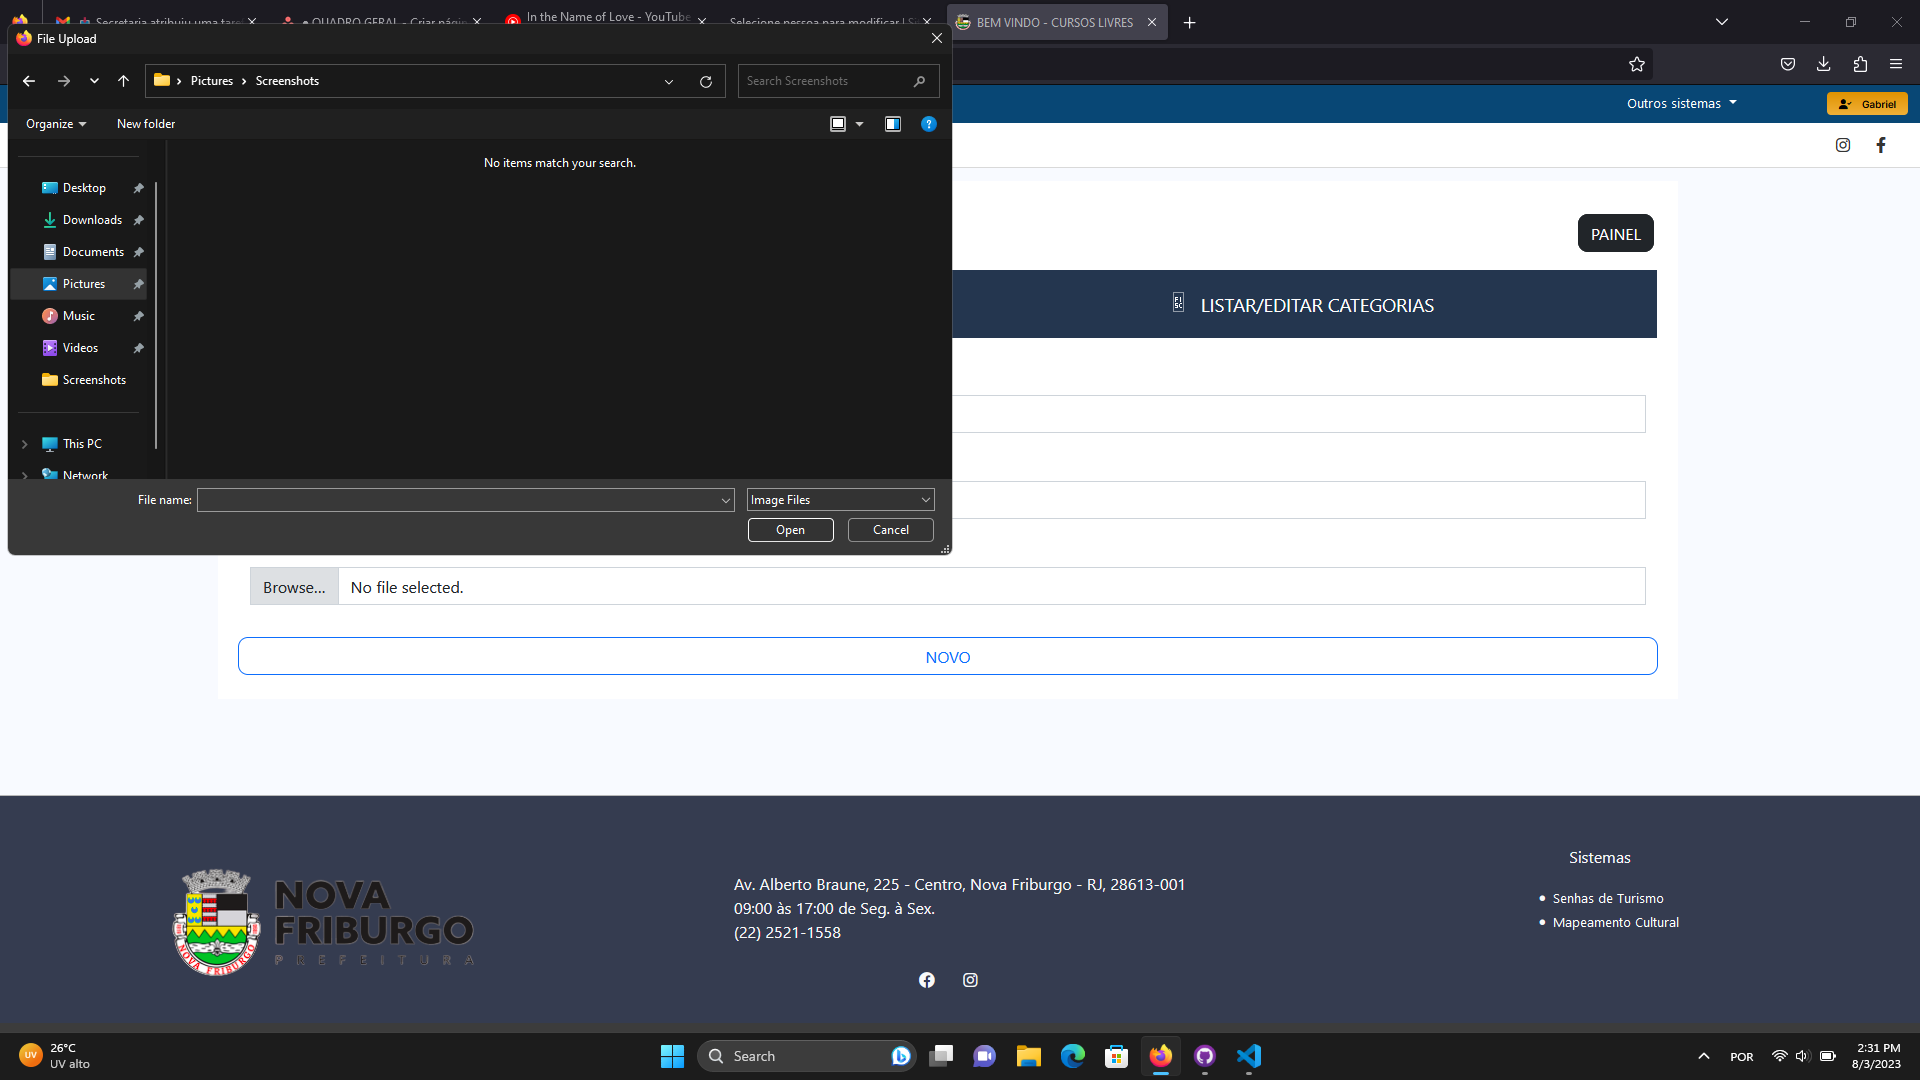 Secretaria atribuiu uma tare
QUADRO GERAL - Criar págin
In the Name of Love - YouTube
Selecione pessoa para modificar | Si
BEM VINDO - CURSOS LIVRES
File Upload
Pictures
Screenshots
Search Screenshots
Outros sistemas
Gabriel
Organize
New folder
No items match your search.
Desktop
Downloads
Documents
Pictures
Music
Videos
Screenshots
This PC
Network
PAINEL
LISTAR/EDITAR CATEGORIAS
File name:
Image Files
Open
Cancel
Browse...
No file selected.
NOVO
NOVA
FRIBURGO
PREFEITURA
NOVA FRIBURGO
Av. Alberto Braune, 225 - Centro, Nova Friburgo - RJ, 28613-001
09:00 às 17:00 de Seg. à Sex.
(22) 2521-1558
Sistemas
Senhas de Turismo
Mapeamento Cultural
UV
26°C
UV alto
Search
POR
2:31 PM
8/3/2023